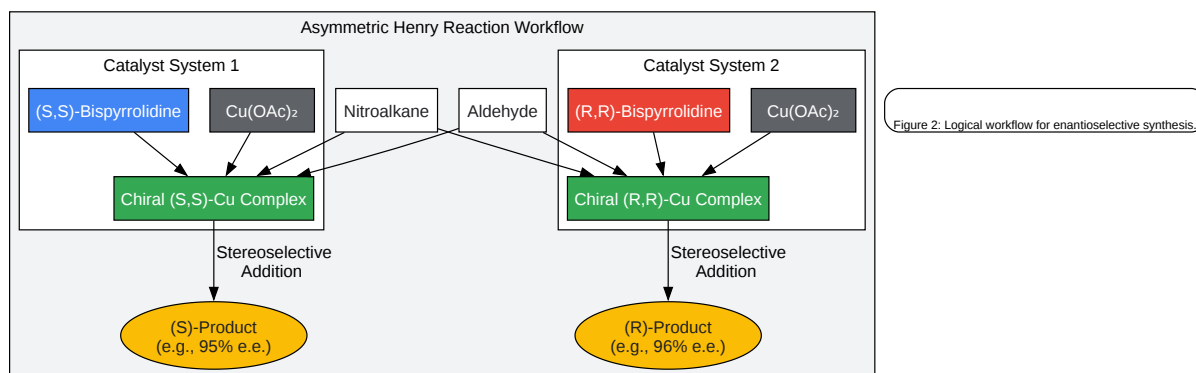 Asymmetric Henry Reaction Workflow
Catalyst System 1
Catalyst System 2
(S,S)-Bispyrrolidine
Cu(OAc)₂
Nitroalkane
Aldehyde
(R,R)-Bispyrrolidine
Cu(OAc)₂
Figure 2: Logical workflow for enantioselective synthesis.
Chiral (S,S)-Cu Complex
Chiral (R,R)-Cu Complex
Stereoselective
Addition
Stereoselective
Addition
(S)-Product
(e.g., 95% e.e.)
(R)-Product
(e.g., 96% e.e.)